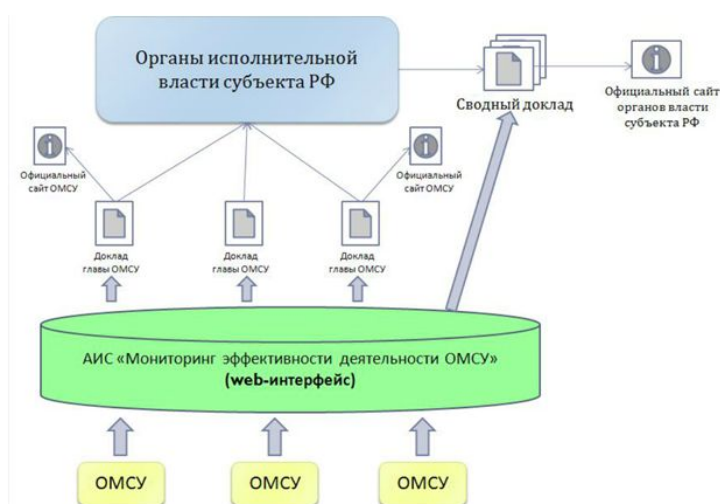 Органы исполнительной
власти субъекта РФ
Сводный доклад
Официальный сайт
органов власти
субъекта РФ
Официальный
сайт ОМСУ
Официальный
сайт ОМСУ
Доклад
главы ОМСУ
Доклад
главы ОМСУ
Доклад
главы ОМСУ
АИС «Мониторинг эффективности деятельности ОМСУ»
(web-интерфейс)
ОМСУ
ОМСУ
ОМСУ